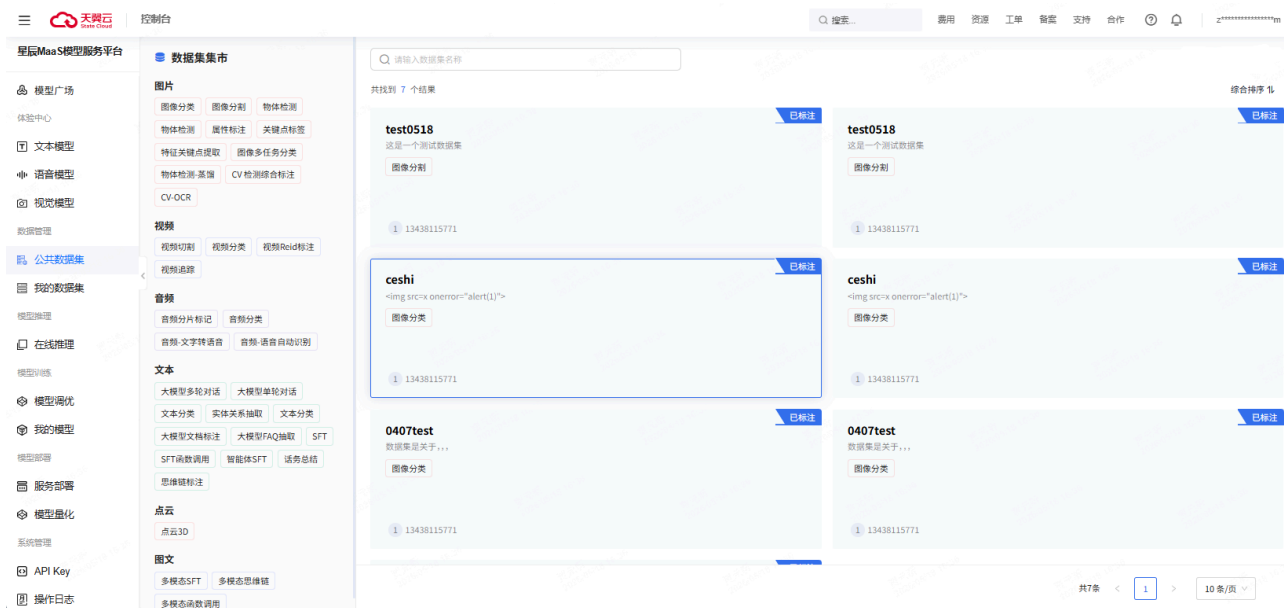 天翼云
State Cloud
控制台
搜索...
费用
资源
工单
备案
支持
合作
z****************m
星辰MaaS模型服务平台
模型广场
体验中心
文本模型
语音模型
视觉模型
数据管理
公共数据集
我的数据集
模型推理
在线推理
模型训练
模型调优
我的模型
模型部署
服务部署
模型量化
系统管理
API Key
操作日志
数据集集市
图片
图像分类 图像分割 物体检测
物体检测 属性标注 关键点标签
特征关键点提取 图像多任务分类
物体检测-蒸馏 CV检测综合标注
CV-OCR
视频
视频切割 视频分类 视频Reid标注
视频追踪
音频
音频分片标记 音频分类
音频-文字转语音 音频-语音自动识别
文本
大模型多轮对话 大模型单轮对话
文本分类 实体关系抽取 文本分类
大模型文档标注 大模型FAQ抽取 SFT
SFT函数调用 智能体SFT 话务总结
思维链标注
点云
点云3D
图文
多模态SFT 多模态思维链
多模态函数调用
请输入数据集名称
共找到 7 个结果
综合排序
已标注
test0518
这是一个测试数据集
图像分割
1 13438115771
已标注
test0518
这是一个测试数据集
图像分割
1 13438115771
已标注
ceshi
<img src=x onerror="alert(1)">
图像分类
1 13438115771
已标注
ceshi
<img src=x onerror="alert(1)">
图像分类
1 13438115771
已标注
0407test
数据集是关于，，，
图像分类
1 13438115771
已标注
0407test
数据集是关于，，，
图像分类
1 13438115771
共7条
1
10 条/页